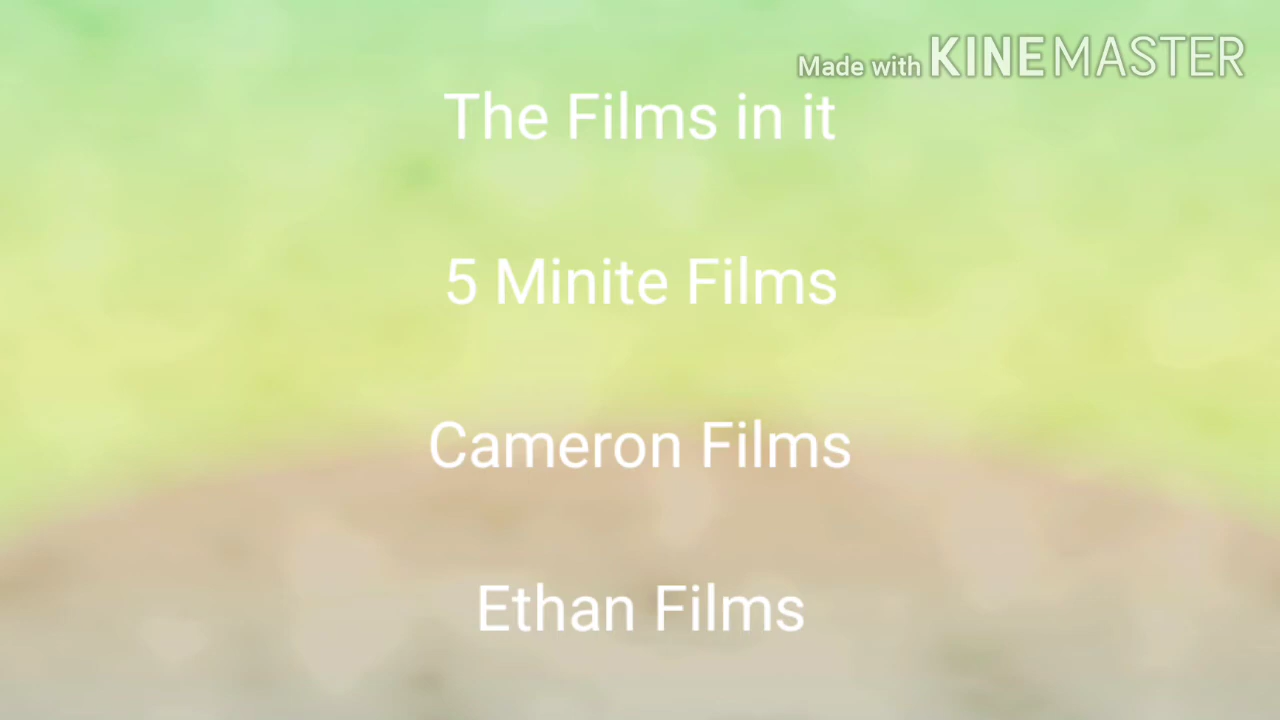 Made with KINEMASTER
The Films in it
5 Minite Films
Cameron Films
Ethan Films